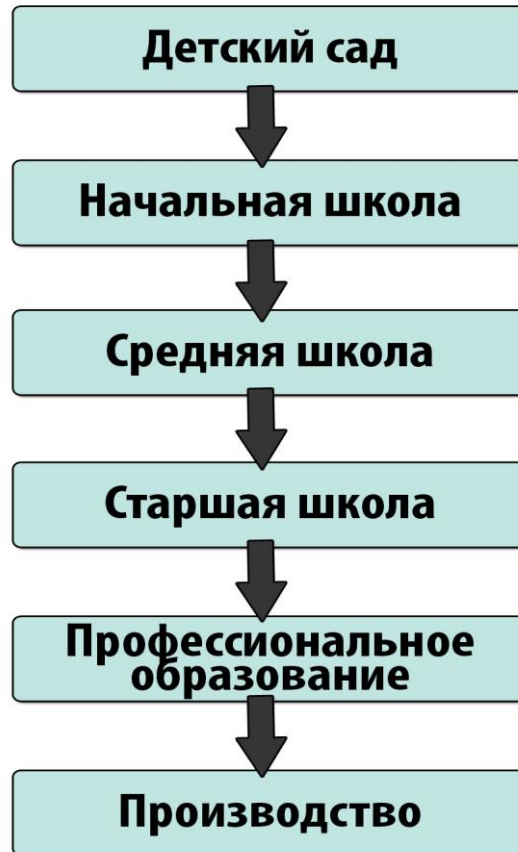 Детский сад
Начальная школа
Средняя школа
Старшая школа
Профессиональное
образование
Производство